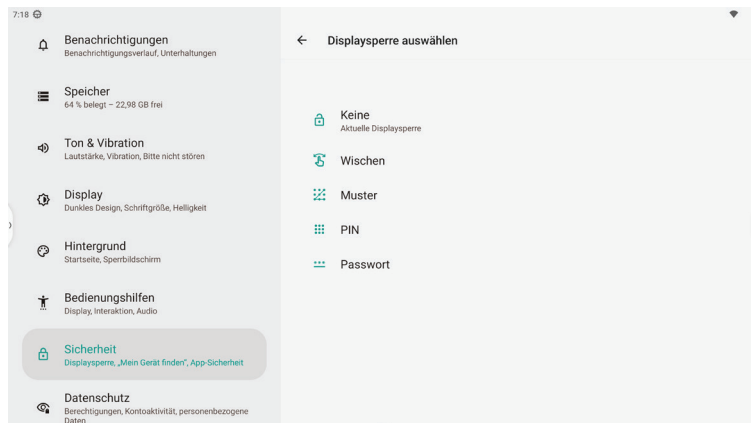 7:18
Benachrichtigungen
Benachrichtigungsverlauf, Unterhaltungen
Speicher
64 % belegt – 22,98 GB frei
Ton & Vibration
Lautstärke, Vibration, Bitte nicht stören
Display
Dunkles Design, Schriftgröße, Helligkeit
Hintergrund
Startseite, Sperrbildschirm
Bedienungshilfen
Display, Interaktion, Audio
Sicherheit
Displaysperre, „Mein Gerät finden", App-Sicherheit
Datenschutz
Berechtigungen, Kontoaktivität, personenbezogene
Daten
Displaysperre auswählen
Keine
Aktuelle Displaysperre
Wischen
Muster
PIN
Passwort